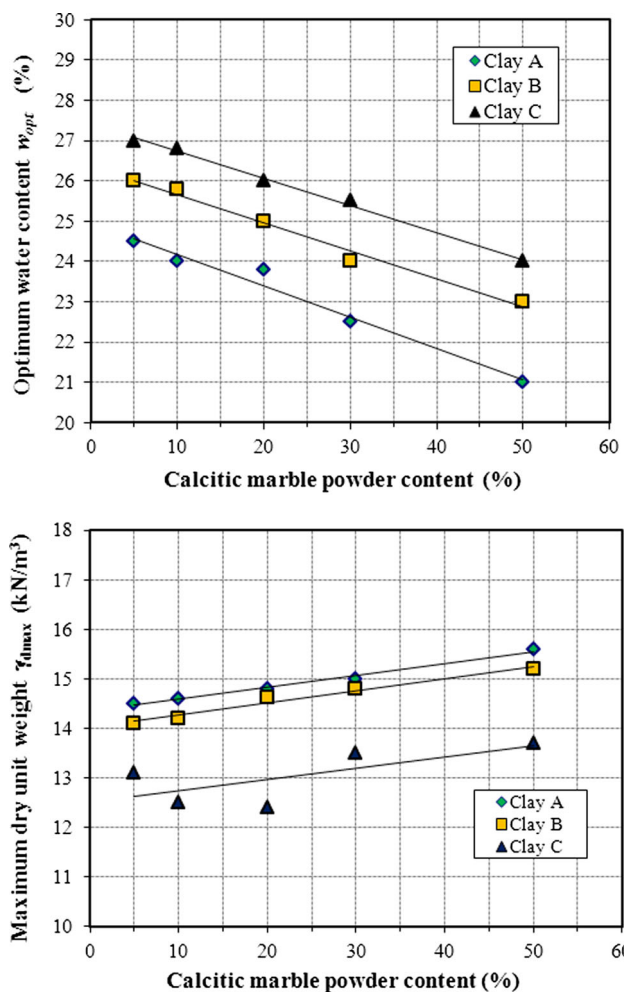 Optimum water content w_opt (%)
30
29
28
27
26
25
24
23
22
21
20
Clay A
Clay B
Clay C
0 10 20 30 40 50 60
Calcitic marble powder content (%)
Maximum dry unit weight γdmax (kN/m³)
18
17
16
15
14
13
12
11
10
Clay A
Clay B
Clay C
0 10 20 30 40 50 60
Calcitic marble powder content (%)